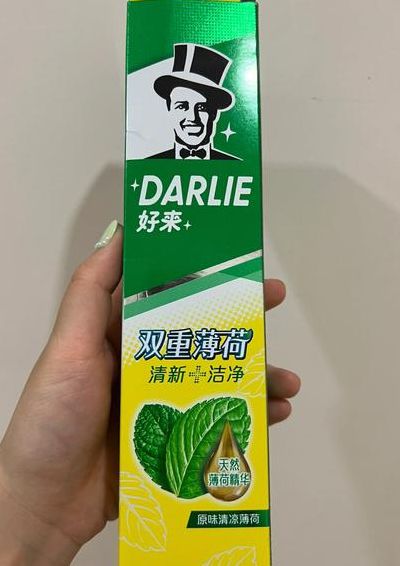 DARLIE
好来
双重薄荷
清新+洁净
天然
薄荷精华
原味清凉薄荷